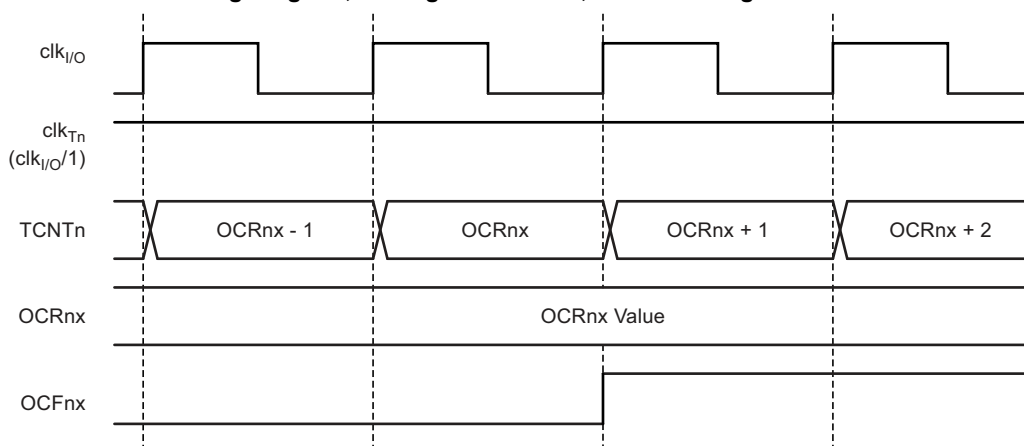 clkI/O
clkTn
(clkI/O/1)
TCNTn
OCRnx - 1
OCRnx
OCRnx + 1
OCRnx + 2
OCRnx
OCRnx Value
OCFnx